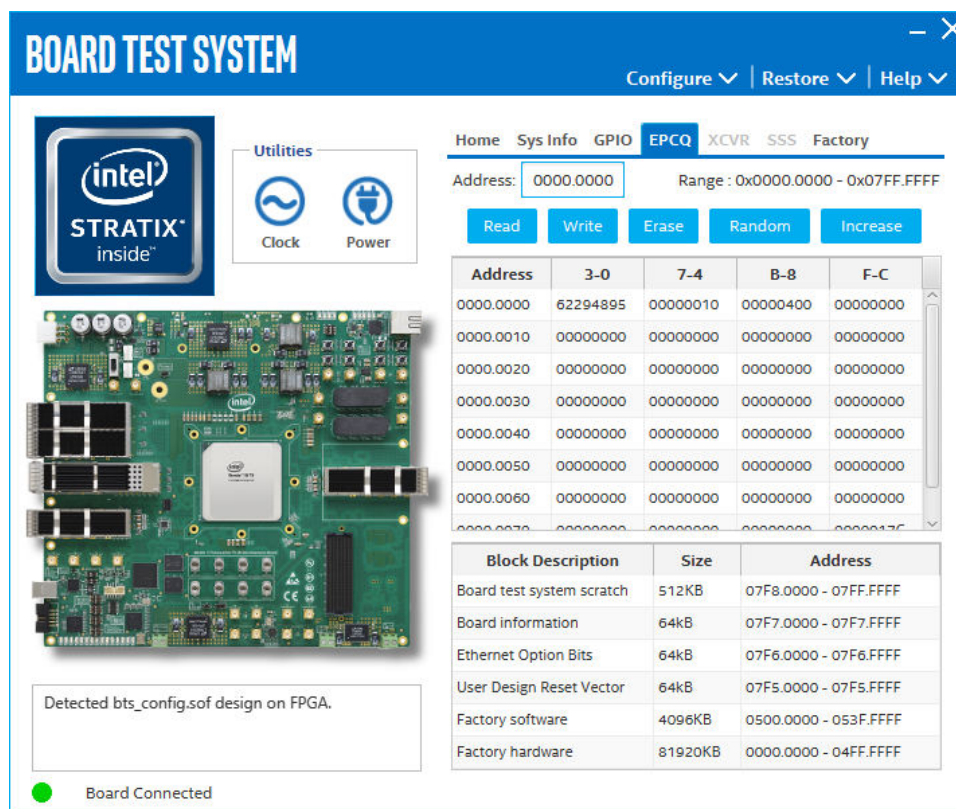 BOARD TEST SYSTEM
Configure | Restore | Help
intel
STRATIX
inside™
Utilities
Clock Power
Home Sys Info GPIO EPCQ XCVR SSS Factory
Address: 0000.0000 Range : 0x0000.0000 - 0x07FF.FFFF
Read Write Erase Random Increase
Address 3-0 7-4 B-8 F-C
0000.0000 62294895 00000010 00000400 00000000
0000.0010 00000000 00000000 00000000 00000000
0000.0020 00000000 00000000 00000000 00000000
0000.0030 00000000 00000000 00000000 00000000
0000.0040 00000000 00000000 00000000 00000000
0000.0050 00000000 00000000 00000000 00000000
0000.0060 00000000 00000000 00000000 00000000
intel
intel
Block Description Size Address
Board test system scratch 512KB 07F8.0000 - 07FF.FFFF
Board information 64kB 07F7.0000 - 07F7.FFFF
Ethernet Option Bits 64kB 07F6.0000 - 07F6.FFFF
User Design Reset Vector 64kB 07F5.0000 - 07F5.FFFF
Factory software 4096KB 0500.0000 - 053F.FFFF
Factory hardware 81920KB 0000.0000 - 04FF.FFFF
Detected bts_config.sof design on FPGA.
Board Connected